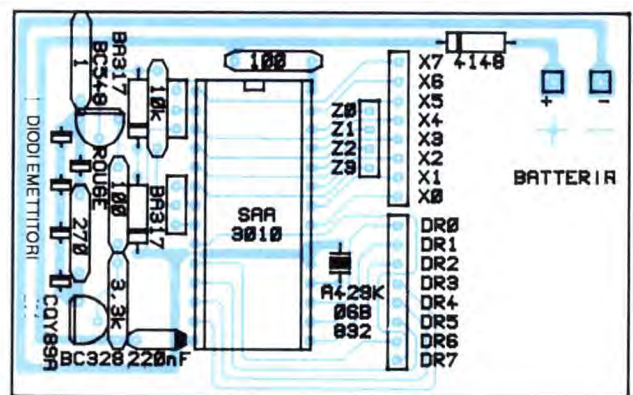 1
BC548
BA317
10k
100
X7
4148
X6
X5
X4
X3
X2
X1
X0
Z0
Z1
Z2
Z3
+
-
BATTERIA
DIODI EMETTITORI
ROUGE
100
BA317
270
SAA
3010
DR0
DR1
DR2
DR3
DR4
DR5
DR6
DR7
A429K
06B
892
3,3k
CQY89A
BC328
220nF